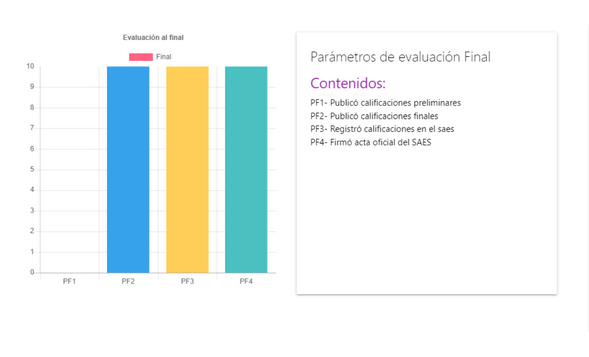 Evaluación al final
Final
10
9
8
7
6
5
4
3
2
1
0
PF1 PF2 PF3 PF4
Parámetros de evaluación Final
Contenidos:
PF1- Publicó calificaciones preliminares
PF2- Publicó calificaciones finales
PF3- Registró calificaciones en el saes
PF4- Firmó acta oficial del SAES